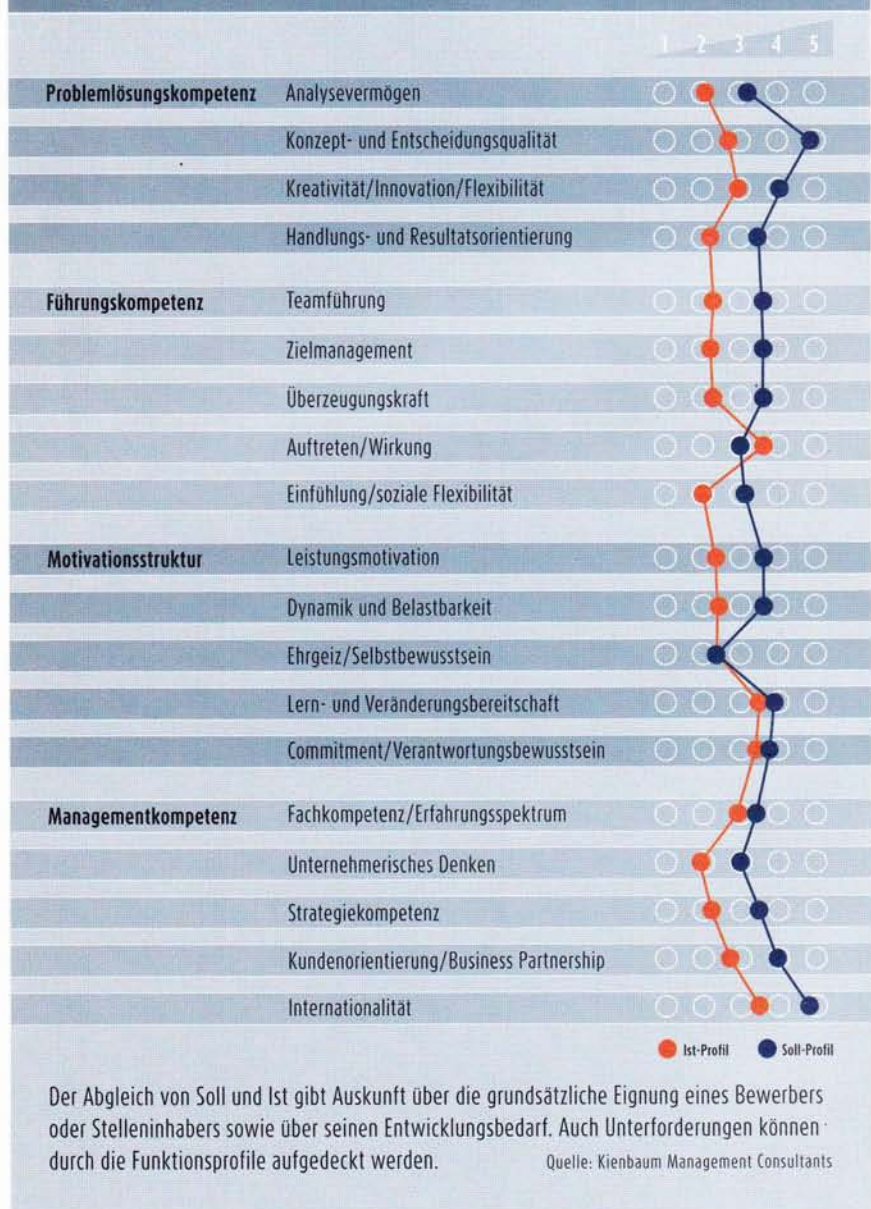 1 2 3 4 5
Problemlösungskompetenz Analysevermögen
Konzept- und Entscheidungsqualität
Kreativität/Innovation/Flexibilität
Handlungs- und Resultatsorientierung
Führungskompetenz Teamführung
Zielmanagement
Überzeugungskraft
Auftreten/Wirkung
Einfühlung/soziale Flexibilität
Motivationsstruktur Leistungsmotivation
Dynamik und Belastbarkeit
Ehrgeiz/Selbstbewusstsein
Lern- und Veränderungsbereitschaft
Commitment/Verantwortungsbewusstsein
Managementkompetenz Fachkompetenz/Erfahrungsspektrum
Unternehmerisches Denken
Strategiekompetenz
Kundenorientierung/Business Partnership
Internationalität
Ist-Profil Soll-Profil
Der Abgleich von Soll und Ist gibt Auskunft über die grundsätzliche Eignung eines Bewerbers
oder Stelleninhabers sowie über seinen Entwicklungsbedarf. Auch Unterforderungen können
durch die Funktionsprofile aufgedeckt werden. Quelle: Kienbaum Management Consultants